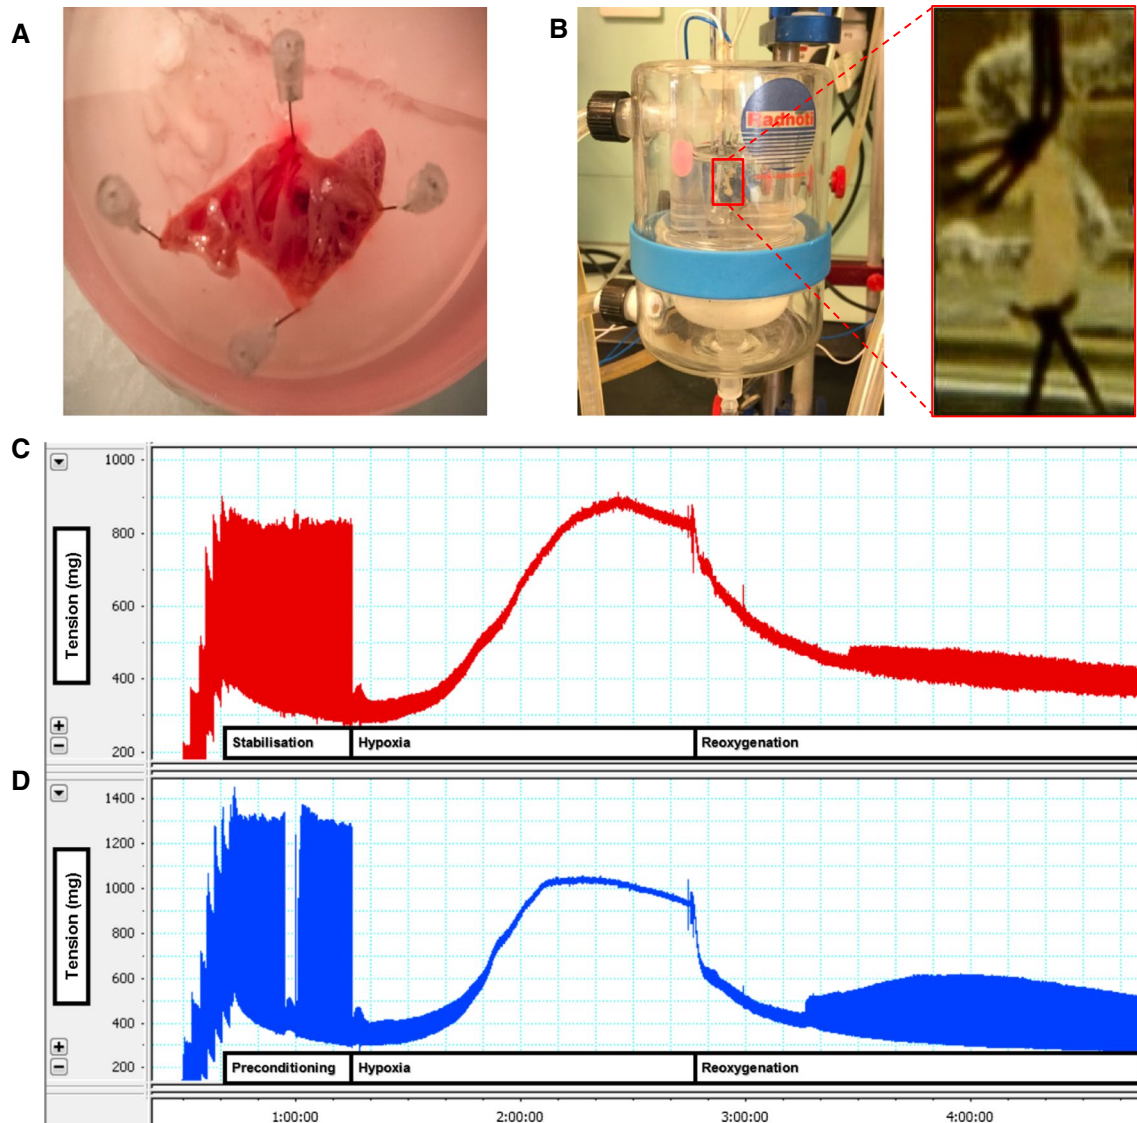 A
B
Radnoti
C
1000
800
600
400
200
Tension (mg)
Stabilisation
Hypoxia
Reoxygenation
D
1400
1200
1000
800
600
400
200
Tension (mg)
Preconditioning
Hypoxia
Reoxygenation
1:00:00
2:00:00
3:00:00
4:00:00